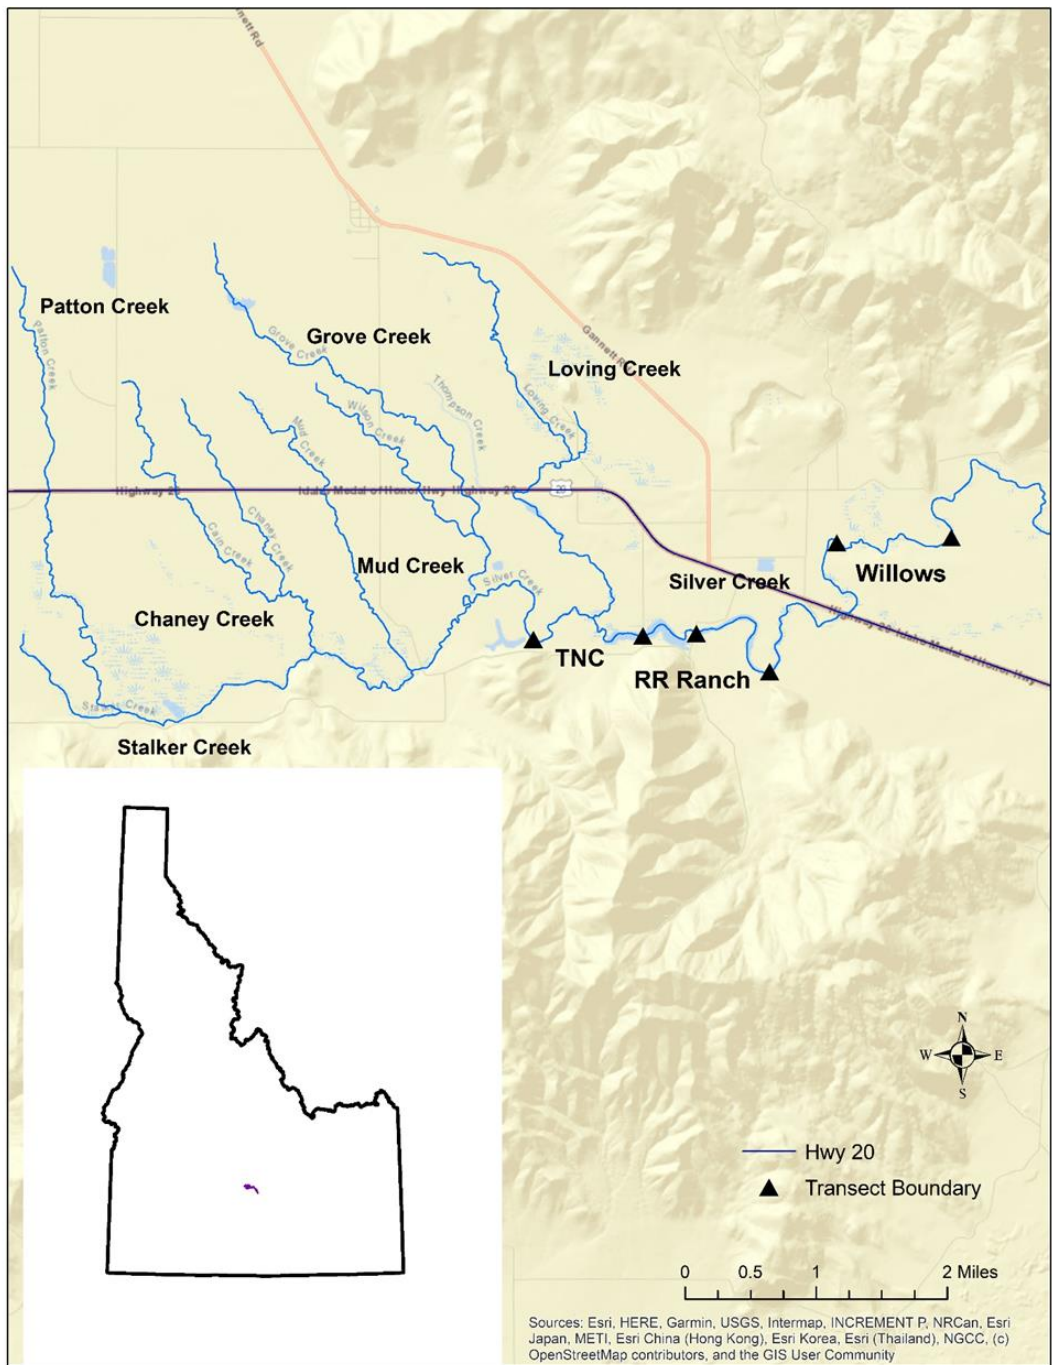 nnett Rd
Patton Creek
Grove Creek
Patton Creek
Grove Creek
Gannett R
Loving Creek
Thompson Creek
Loving Creek
Wilson Creek
Mud Creek
Highway 20
Idaho Medal of Honor Hwy Highway 20
20
Chaney Creek
Cain Creek
Mud Creek
Silver Creek
Silver Creek
Willows
Chaney Creek
Highway 20 Idaho Medal of Honor Hwy
TNC
RR Ranch
Stalker Creek
Stalker Creek
N
W
E
S
Hwy 20
Transect Boundary
0 0.5 1 2 Miles
Sources: Esri, HERE, Garmin, USGS, Intermap, INCREMENT P, NRCan, Esri
Japan, METI, Esri China (Hong Kong), Esri Korea, Esri (Thailand), NGCC, (c)
OpenStreetMap contributors, and the GIS User Community